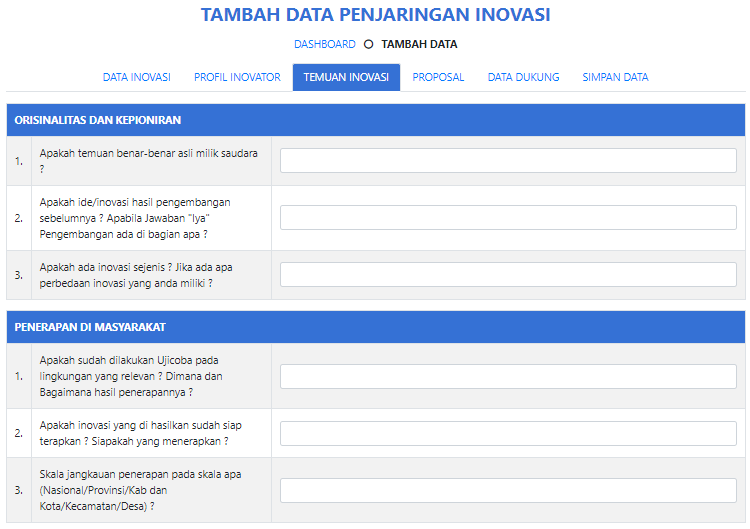 TAMBAH DATA PENJARINGAN INOVASI
DASHBOARD TAMBAH DATA
DATA INOVASI PROFIL INOVATOR TEMUAN INOVASI PROPOSAL DATA DUKUNG SIMPAN DATA
ORISINALITAS DAN KEPIONIRAN
1. Apakah temuan benar-benar asli milik saudara
?
2. Apakah ide/inovasi hasil pengembangan
sebelumnya ? Apabila Jawaban "Iya"
Pengembangan ada di bagian apa ?
3. Apakah ada inovasi sejenis ? Jika ada apa
perbedaan inovasi yang anda miliki ?
PENERAPAN DI MASYARAKAT
1. Apakah sudah dilakukan Ujicoba pada
lingkungan yang relevan ? Dimana dan
Bagaimana hasil penerapannya ?
2. Apakah inovasi yang di hasilkan sudah siap
terapkan ? Siapakah yang menerapkan ?
3. Skala jangkauan penerapan pada skala apa
(Nasional/Provinsi/Kab dan
Kota/Kecamatan/Desa) ?